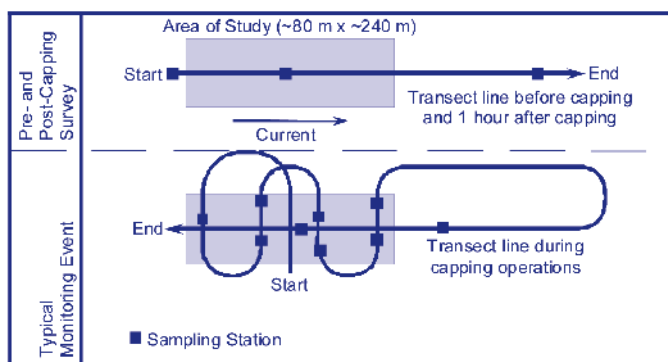 Area of Study (~80 m x ~240 m)
Pre- and
Post-Capping
Survey
Start
End
Transect line before capping
and 1 hour after capping
Current
Typical
Monitoring Event
End
Start
Transect line during
capping operations
Sampling Station